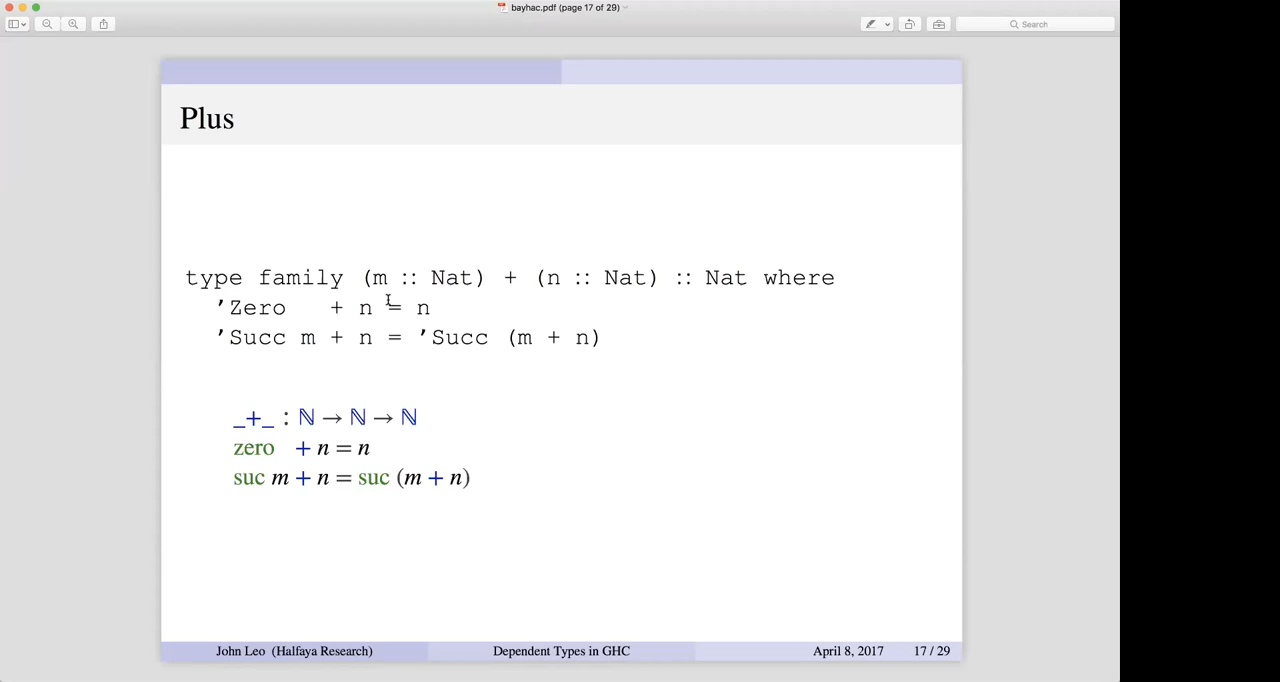 bayhac.pdf (page 17 of 29)
Search
Plus
type family (m :: Nat) + (n :: Nat) :: Nat where
’Zero + n = n
’Succ m + n = ’Succ (m + n)
_+_ : ℕ → ℕ → ℕ
zero + n = n
suc m + n = suc (m + n)
John Leo (Halfaya Research) Dependent Types in GHC April 8, 2017 17 / 29